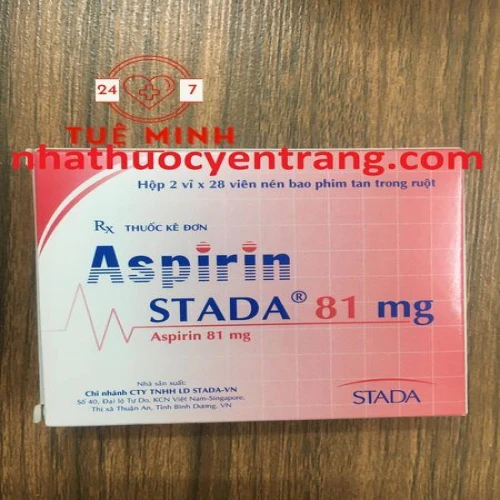 24 7
TUỆ MINH
nhathuocyentrang.com
Hộp 2 vỉ x 28 viên nén bao phim tan trong ruột
Rx THUỐC KÊ ĐƠN
Aspirin
STADA® 81 mg
Aspirin 81 mg
Nhà sản xuất:
Chi nhánh CTY TNHH LD STADA-VN
Số 40, Đại lộ Tự Do, KCN Việt Nam-Singapore,
Thị xã Thuận An, Tỉnh Bình Dương, VN
STADA